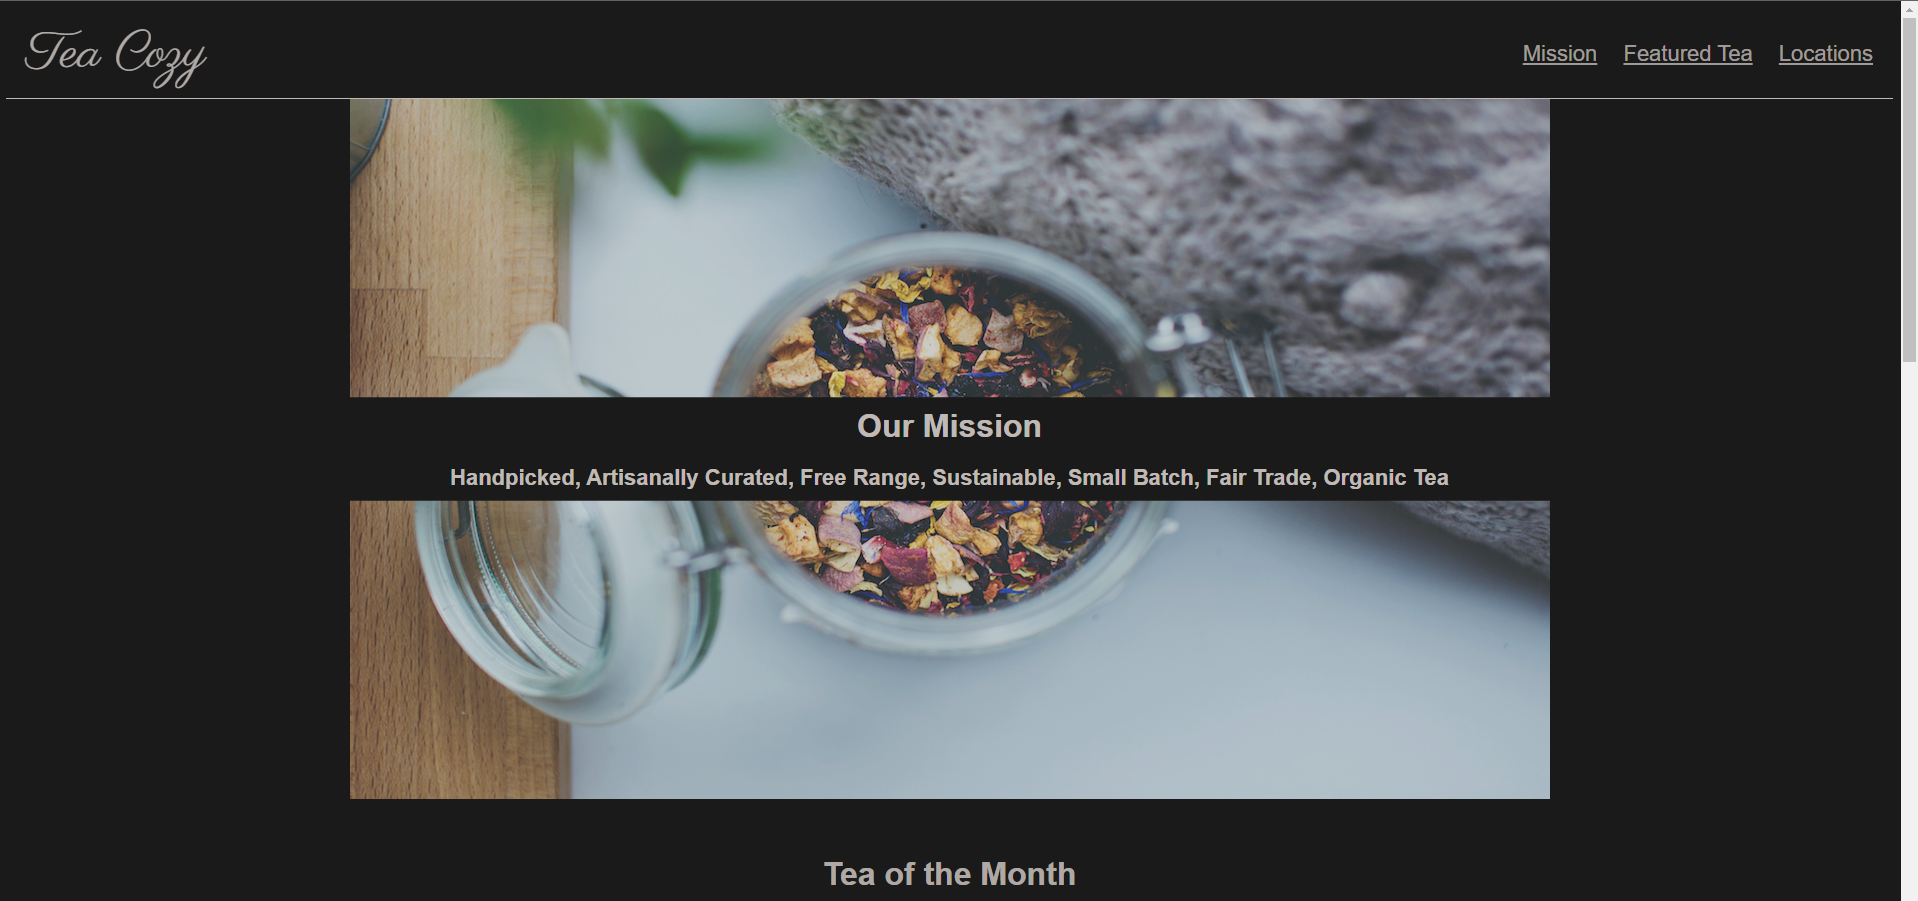 Tea Cozy
Mission Featured Tea Locations
Our Mission
Handpicked, Artisanally Curated, Free Range, Sustainable, Small Batch, Fair Trade, Organic Tea
Tea of the Month